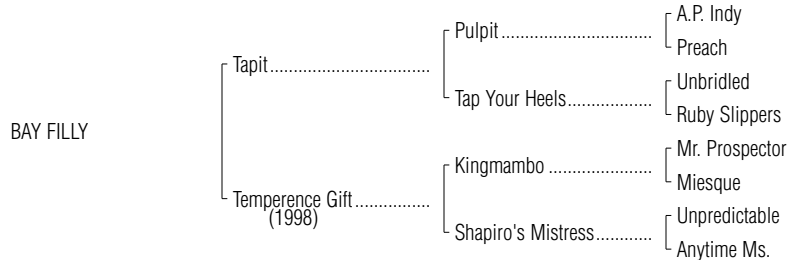 A.P. Indy
Pulpit................................
Preach
Tapit..................................
Unbridled
Tap Your Heels..................
Ruby Slippers
BAY FILLY
Mr. Prospector
Kingmambo ......................
Miesque
Temperence Gift................
(1998)
Unpredictable
Shapiro's Mistress............
Anytime Ms.